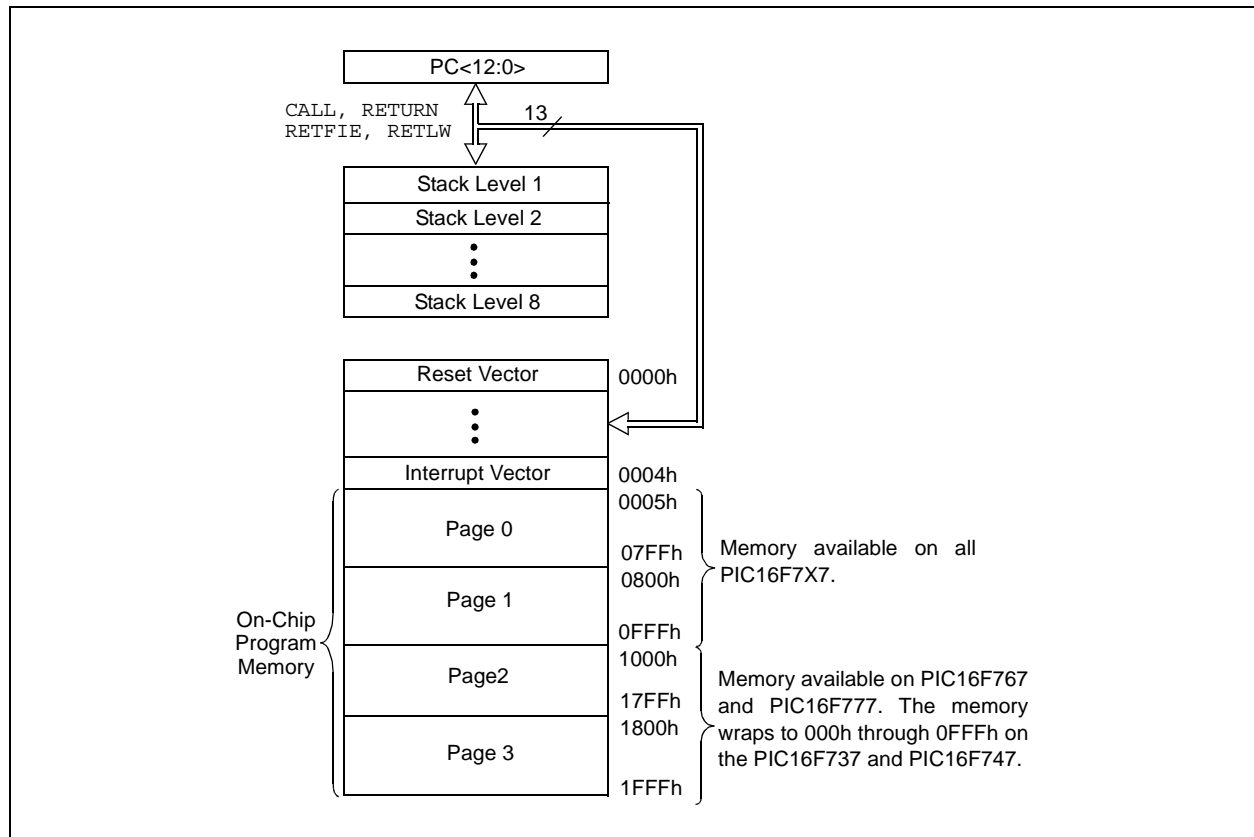 PC<12:0>
CALL, RETURN
RETFIE, RETLW
13
Stack Level 1
Stack Level 2
Stack Level 8
Reset Vector
0000h
Interrupt Vector
0004h
0005h
Page 0
07FFh
0800h
Page 1
0FFFh
1000h
Page2
17FFh
1800h
Page 3
1FFFh
On-Chip
Program
Memory
Memory available on all
PIC16F7X7.
Memory available on PIC16F767
and PIC16F777. The memory
wraps to 000h through 0FFFh on
the PIC16F737 and PIC16F747.